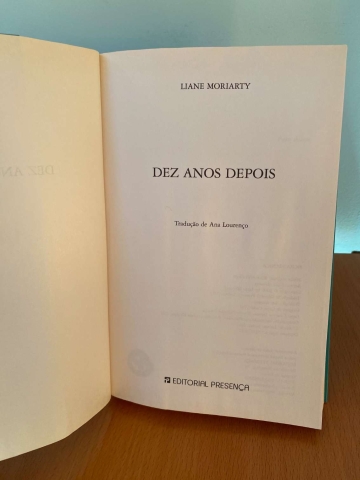 LIANE MORIARTY
DEZ ANOS DEPOIS
Tradução de Ana Lourenço
EDITORIAL PRESENÇA